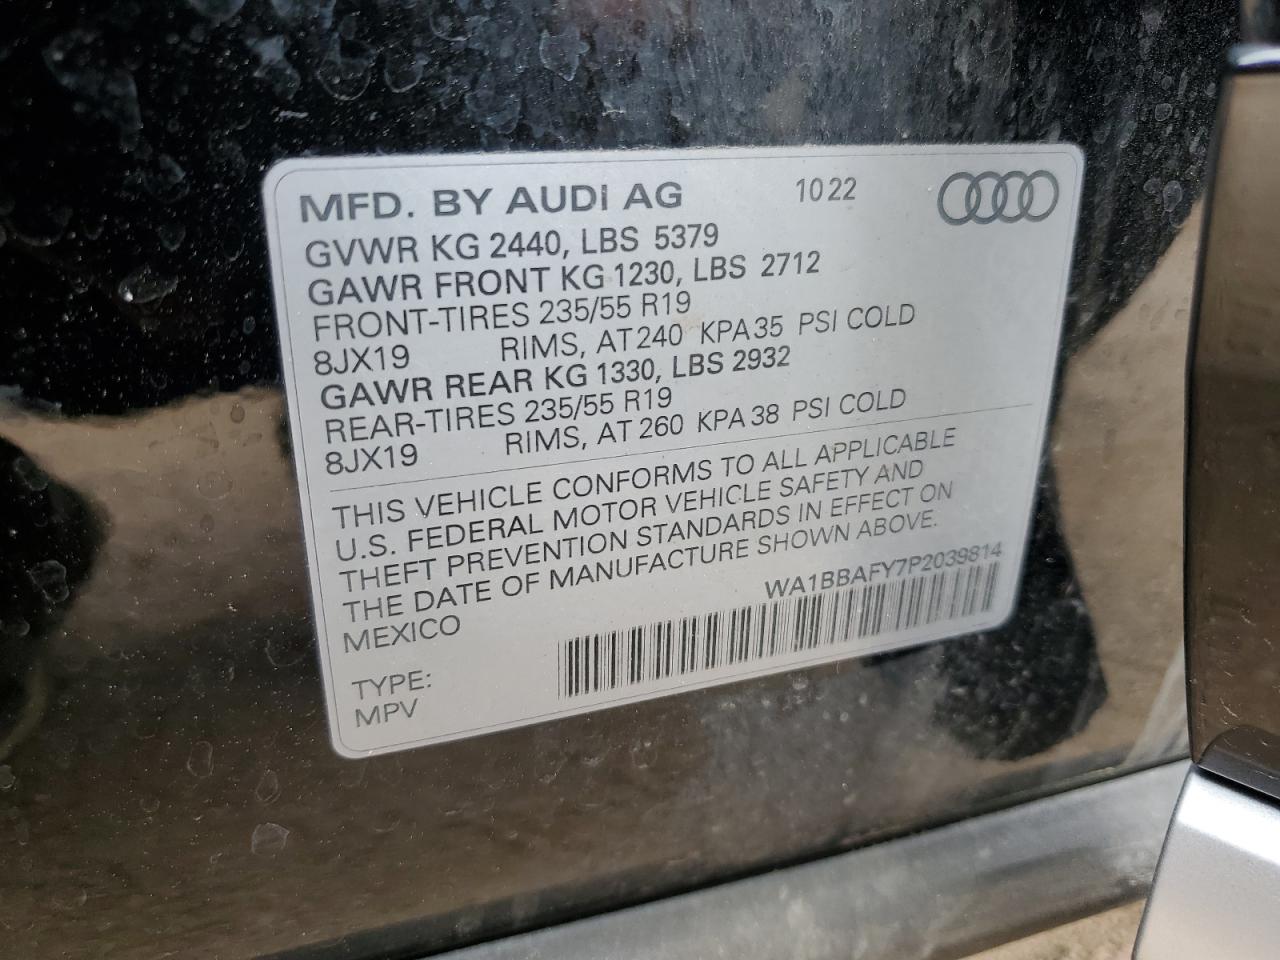 MFD. BY AUDI AG 10 22
GVWR KG 2440, LBS 5379
GAWR FRONT KG 1230, LBS 2712
FRONT-TIRES 235/55 R19
8JX19 RIMS, AT 240 KPA 35 PSI COLD
GAWR REAR KG 1330, LBS 2932
REAR-TIRES 235/55 R19
8JX19 RIMS, AT 260 KPA 38 PSI COLD
THIS VEHICLE CONFORMS TO ALL APPLICABLE
U.S. FEDERAL MOTOR VEHICLE SAFETY AND
THEFT PREVENTION STANDARDS IN EFFECT ON
THE DATE OF MANUFACTURE SHOWN ABOVE.
MEXICO WA1BBAFY7P2039814
TYPE:
MPV